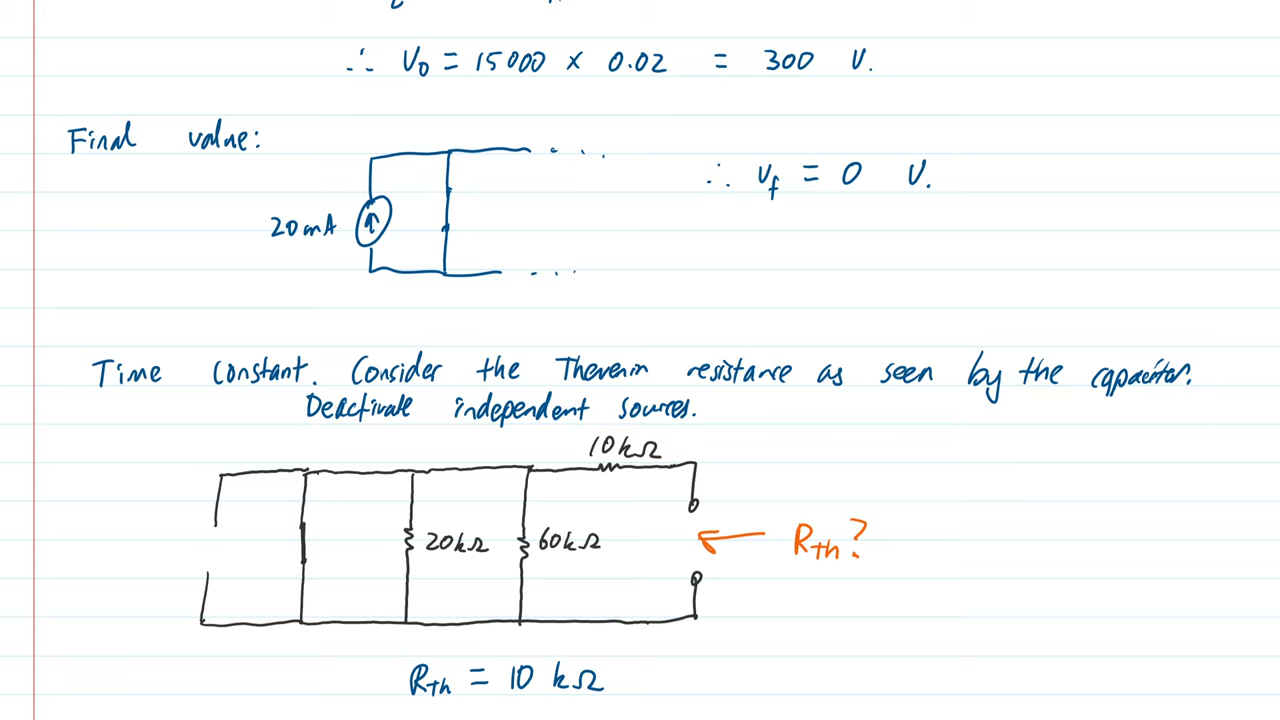 ∴ V₀ = 15000 × 0.02 = 300 V.
Final value:
∴ Vf = 0 V.
20mA
Time constant. Consider the Thevenin resistance as seen by the capacitor.
Deactivate independent sources.
10kΩ
20kΩ
60kΩ
Rth?
Rth = 10 kΩ